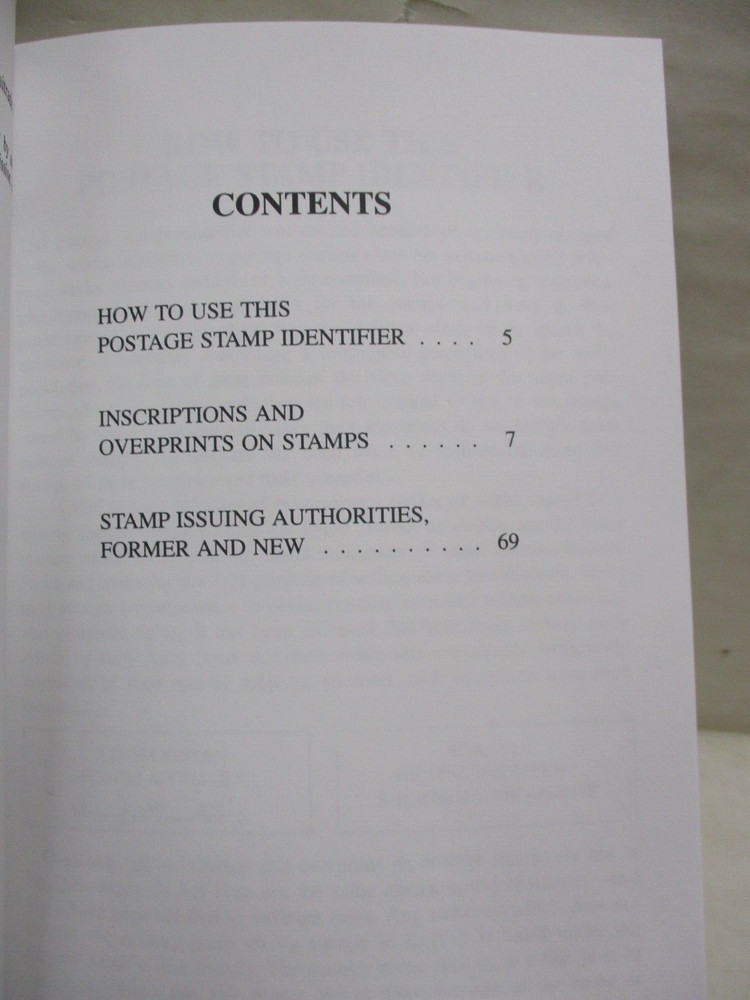 CONTENTS
HOW TO USE THIS
POSTAGE STAMP IDENTIFIER . . . . 5
INSCRIPTIONS AND
OVERPRINTS ON STAMPS . . . . . . 7
STAMP ISSUING AUTHORITIES,
FORMER AND NEW . . . . . . . . . . 69